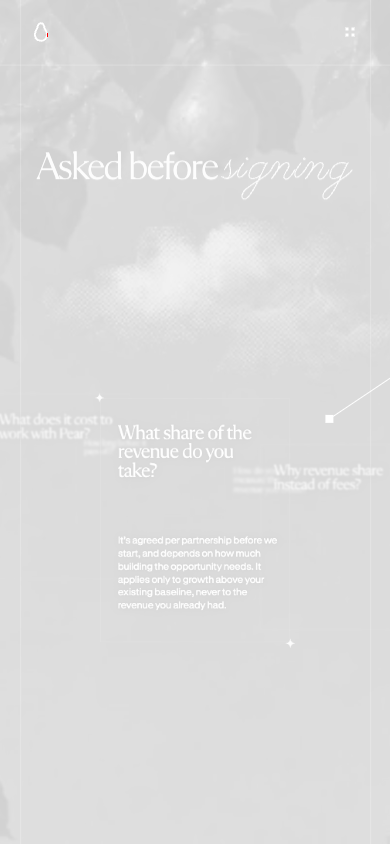 Asked before signing
What does it cost to
work with Pear?
What share of the
revenue do you
take?
Why revenue share
instead of fees?
It's agreed per partnership before we
start, and depends on how much
building the opportunity needs. It
applies only to growth above your
existing baseline, never to the
revenue you already had.